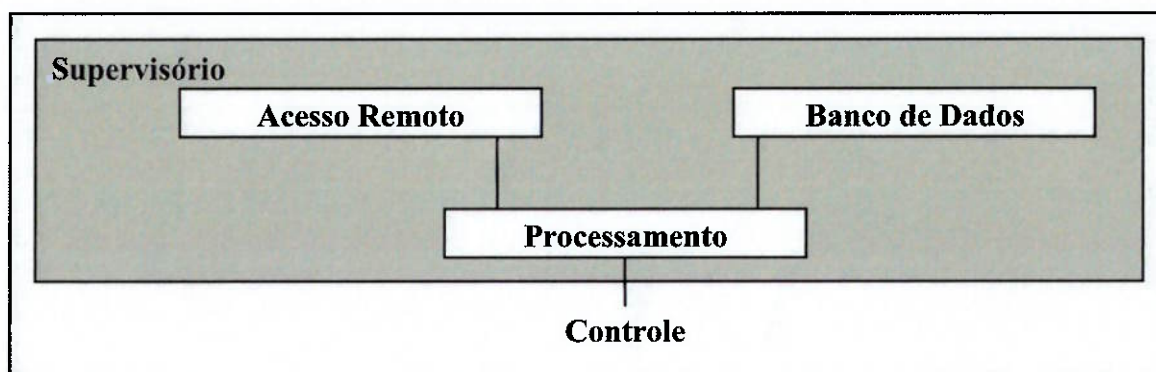 Supervisório
Acesso Remoto
Banco de Dados
Processamento
Controle